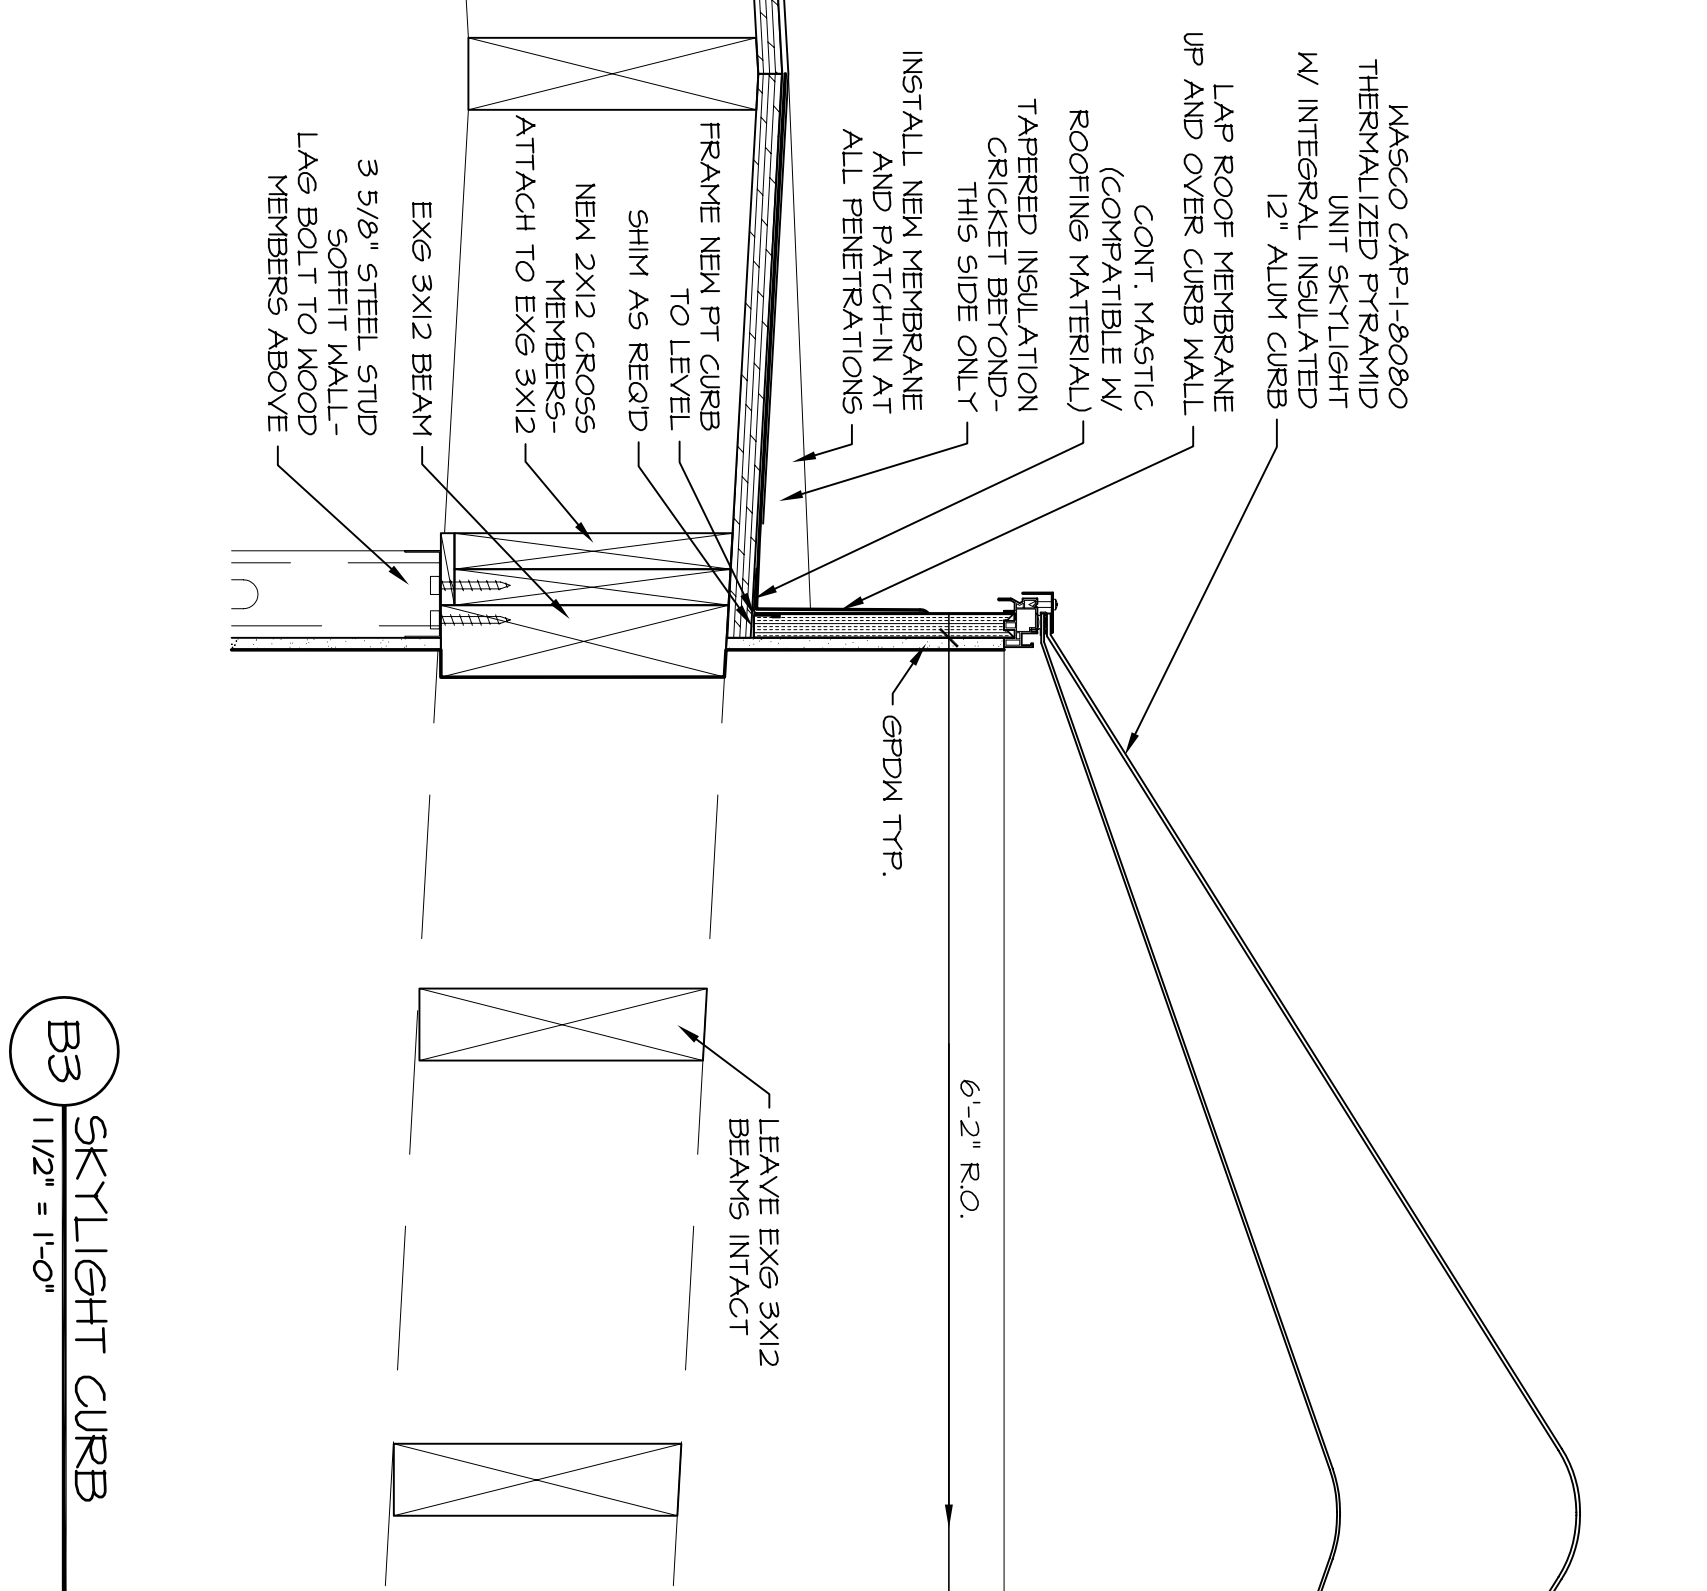 WASCO CAP-1-8080
THERMALIZED PYRAMID
UNIT SKYLIGHT
W/ INTEGRAL INSULATED
12" ALUM CURB
LAP ROOF MEMBRANE
UP AND OVER CURB WALL
CONT. MASTIC
(COMPATIBLE W/
ROOFING MATERIAL)
TAPERED INSULATION
CRICKET BEYOND-
THIS SIDE ONLY
INSTALL NEW MEMBRANE
AND PATCH-IN AT
ALL PENETRATIONS
FRAME NEW PT CURB
TO LEVEL
SHIM AS REQ'D
NEW 2X12 CROSS
MEMBERS-
ATTACH TO EXG 3X12
EXG 3X12 BEAM
3 5/8" STEEL STUD
SOFFIT WALL-
LAG BOLT TO WOOD
MEMBERS ABOVE
GPDW TYP.
6'-2" R.O.
LEAVE EXG 3X12
BEAMS INTACT
B3
SKYLIGHT CURB
1 1/2" = 1'-0"